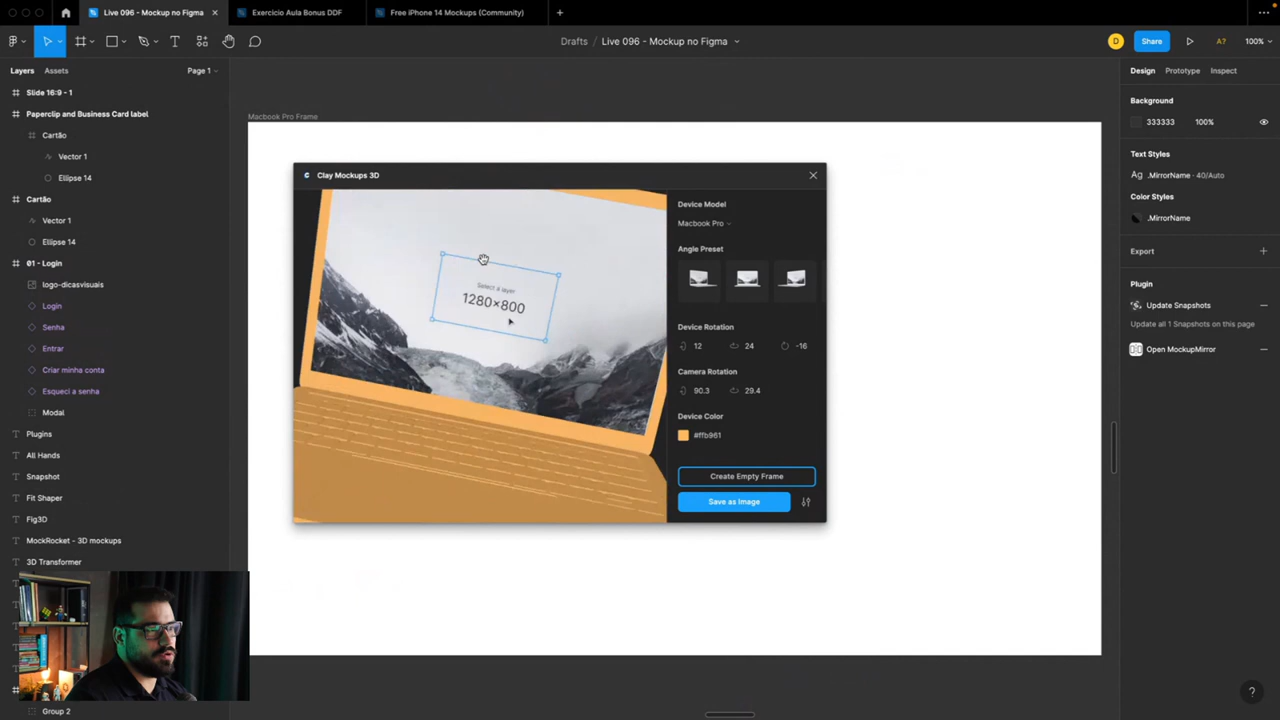 Live 096 - Mockup no Figma
Exercício Aula Bonus DDF
Free iPhone 14 Mockups (Community)
Drafts / Live 096 - Mockup no Figma
D
Share
A?
100%
Layers
Assets
Page 1
Slide 16:9 - 1
Paperclip and Business Card label
Cartão
Vector 1
Ellipse 14
Cartão
Vector 1
Ellipse 14
01 - Login
logo-dicasvisuais
Login
Senha
Entrar
Criar minha conta
Esqueci a senha
Modal
Plugins
All Hands
Snapshot
Fit Shaper
Fig3D
MockRocket - 3D mockups
3D Transformer
Group 2
Macbook Pro Frame
Clay Mockups 3D
Select a layer
1280×800
Device Model
Macbook Pro
Angle Preset
Device Rotation
12
24
-16
Camera Rotation
90.3
29.4
Device Color
#ffb961
Create Empty Frame
Save as Image
Design
Prototype
Inspect
Background
333333
100%
Text Styles
Ag .MirrorName - 40/Auto
Color Styles
.MirrorName
Export
Plugin
Update Snapshots
Update all 1 Snapshots on this page
Open MockupMirror
?